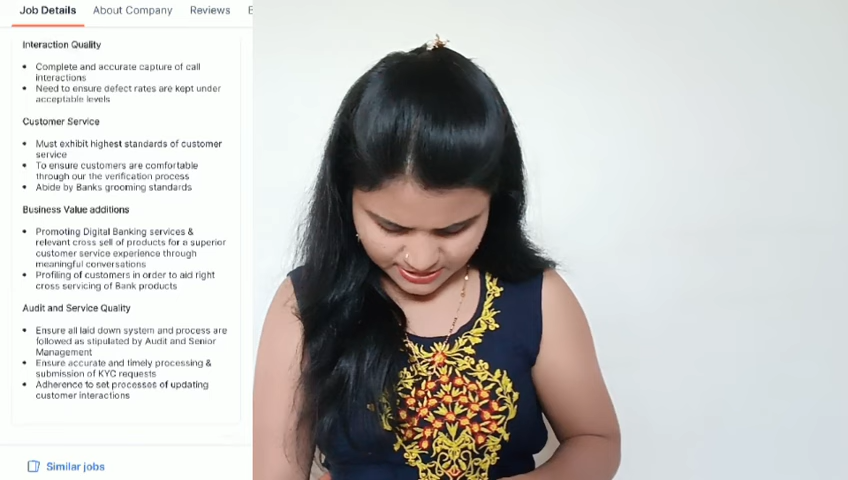 Job Details About Company Reviews
Interaction Quality
• Complete and accurate capture of call
interactions
• Need to ensure defect rates are kept under
acceptable levels
Customer Service
• Must exhibit highest standards of customer
service
• To ensure customers are comfortable
through our the verification process
• Abide by Banks grooming standards
Business Value additions
• Promoting Digital Banking services &
relevant cross sell of products for a superior
customer service experience through
meaningful conversations
• Profiling of customers in order to aid right
cross servicing of Bank products
Audit and Service Quality
• Ensure all laid down system and process are
followed as stipulated by Audit and Senior
Management
• Ensure accurate and timely processing &
submission of KYC requests
• Adherence to set processes of updating
customer interactions
Similar jobs